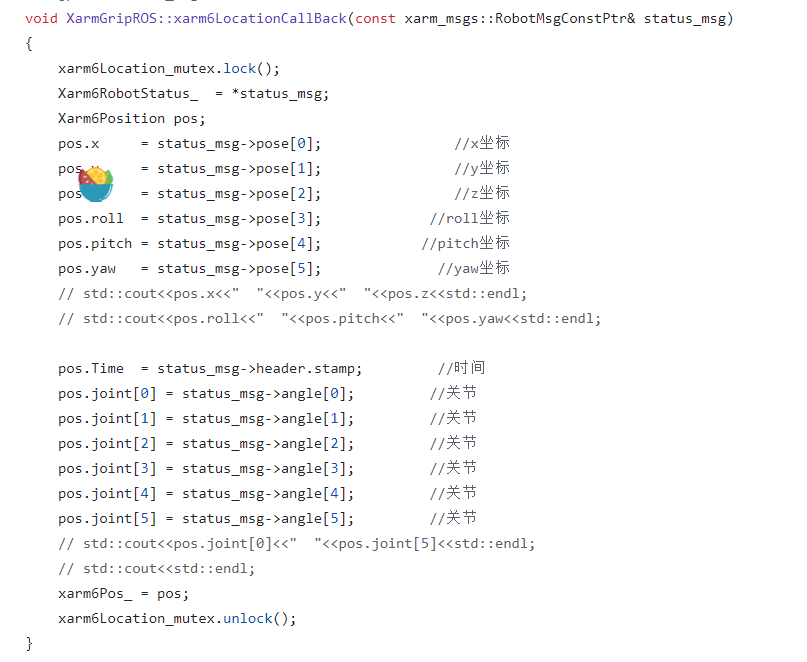 void XarmGripROS::xarm6LocationCallBack(const xarm_msgs::RobotMsgConstPtr& status_msg)
{
xarm6Location_mutex.lock();
Xarm6RobotStatus_  = *status_msg;
Xarm6Position pos;
pos.x     = status_msg->pose[0];                //x坐标
pos     = status_msg->pose[1];                //y坐标
pos     = status_msg->pose[2];                //z坐标
pos.roll  = status_msg->pose[3];             //roll坐标
pos.pitch = status_msg->pose[4];            //pitch坐标
pos.yaw   = status_msg->pose[5];              //yaw坐标
// std::cout<<pos.x<<"  "<<pos.y<<"  "<<pos.z<<std::endl;
// std::cout<<pos.roll<<"  "<<pos.pitch<<"  "<<pos.yaw<<std::endl;
pos.Time  = status_msg->header.stamp;         //时间
pos.joint[0] = status_msg->angle[0];         //关节
pos.joint[1] = status_msg->angle[1];         //关节
pos.joint[2] = status_msg->angle[2];         //关节
pos.joint[3] = status_msg->angle[3];         //关节
pos.joint[4] = status_msg->angle[4];         //关节
pos.joint[5] = status_msg->angle[5];         //关节
// std::cout<<pos.joint[0]<<"  "<<pos.joint[5]<<std::endl;
// std::cout<<std::endl;
xarm6Pos_ = pos;
xarm6Location_mutex.unlock();
}